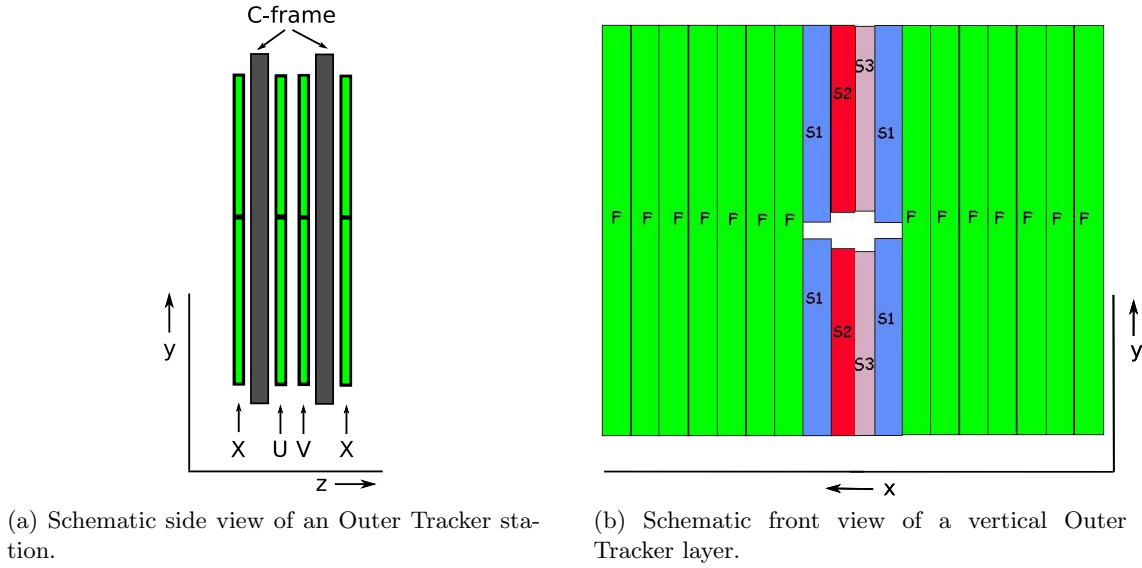 C-frame
y
X U V X
z
S3
S2
S1 S1
F F F F F F F F F F F F F F
S1
S1
S2
S3
y
x
(a) Schematic side view of an Outer Tracker sta-
tion.
(b) Schematic front view of a vertical Outer
Tracker layer.